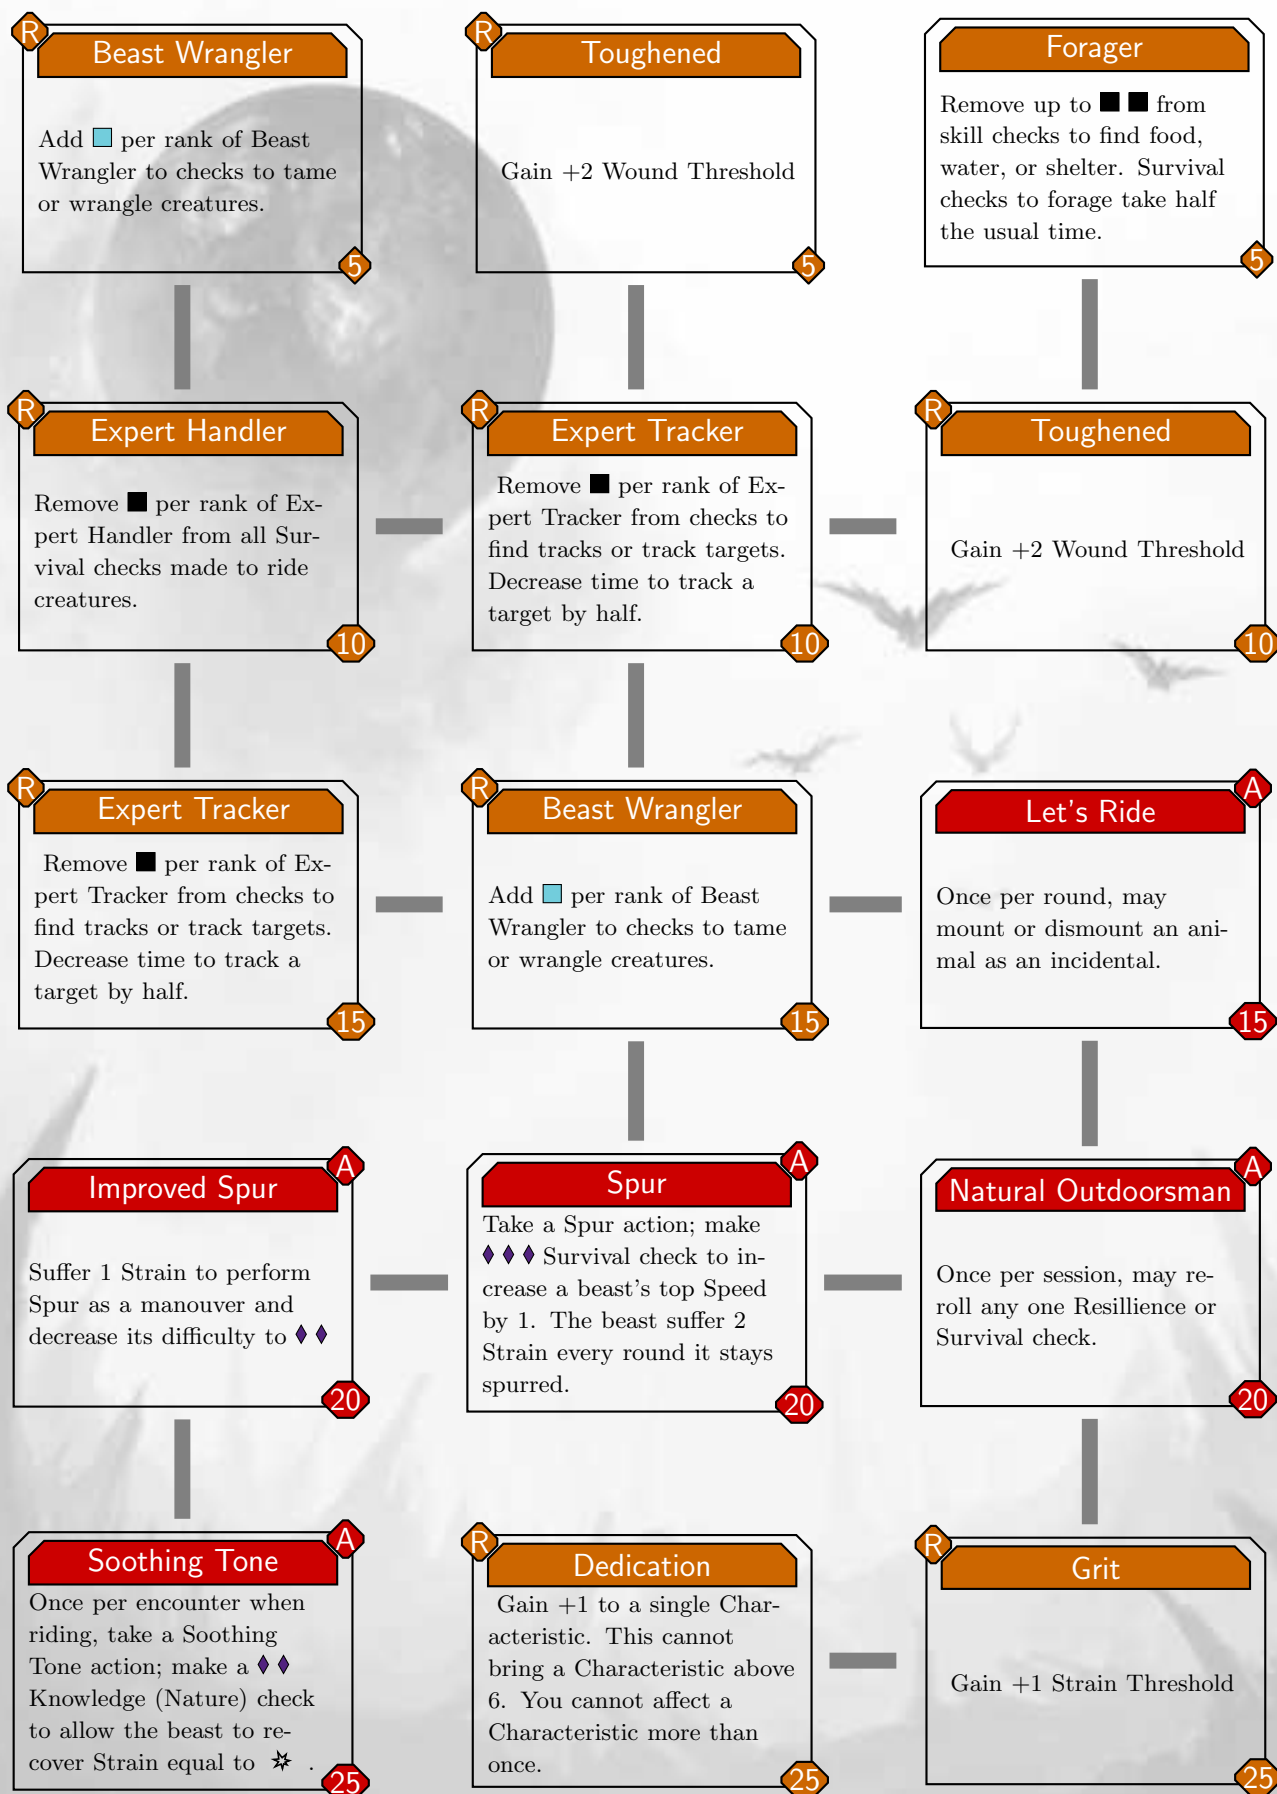 R
Beast Wrangler
Add per rank of Beast
Wrangler to checks to tame
or wrangle creatures.
5
R
Toughened
Gain +2 Wound Threshold
5
Forager
Remove up to from
skill checks to find food,
water, or shelter. Survival
checks to forage take half
the usual time.
5
R
Expert Handler
Remove per rank of Ex-
pert Handler from all Sur-
vival checks made to ride
creatures.
10
R
Expert Tracker
Remove per rank of Ex-
pert Tracker from checks to
find tracks or track targets.
Decrease time to track a
target by half.
10
R
Toughened
Gain +2 Wound Threshold
10
R
Expert Tracker
Remove per rank of Ex-
pert Tracker from checks to
find tracks or track targets.
Decrease time to track a
target by half.
15
R
Beast Wrangler
Add per rank of Beast
Wrangler to checks to tame
or wrangle creatures.
15
A
Let's Ride
Once per round, may
mount or dismount an ani-
mal as an incidental.
15
A
Improved Spur
Suffer 1 Strain to perform
Spur as a manouver and
decrease its difficulty to
20
A
Spur
Take a Spur action; make
Survival check to in-
crease a beast's top Speed
by 1. The beast suffer 2
Strain every round it stays
spurred.
20
A
Natural Outdoorsman
Once per session, may re-
roll any one Resillience or
Survival check.
20
A
Soothing Tone
Once per encounter when
riding, take a Soothing
Tone action; make a
Knowledge (Nature) check
to allow the beast to re-
cover Strain equal to .
25
R
Dedication
Gain +1 to a single Char-
acteristic. This cannot
bring a Characteristic above
6. You cannot affect a
Characteristic more than
once.
25
R
Grit
Gain +1 Strain Threshold
25